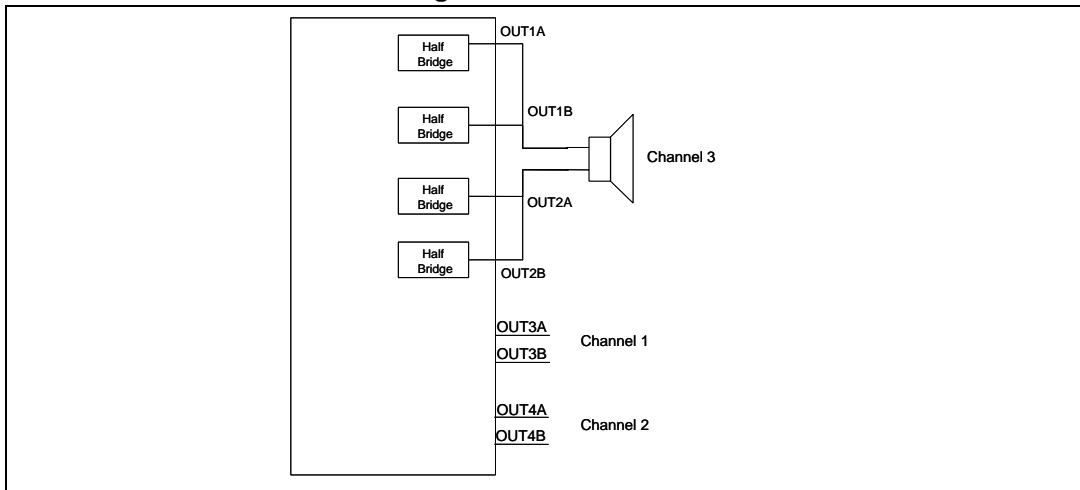 OUT1A
Half
Bridge
OUT1B
Half
Bridge
Channel 3
Half
Bridge
OUT2A
Half
Bridge
OUT2B
OUT3A
Channel 1
OUT3B
OUT4A
Channel 2
OUT4B